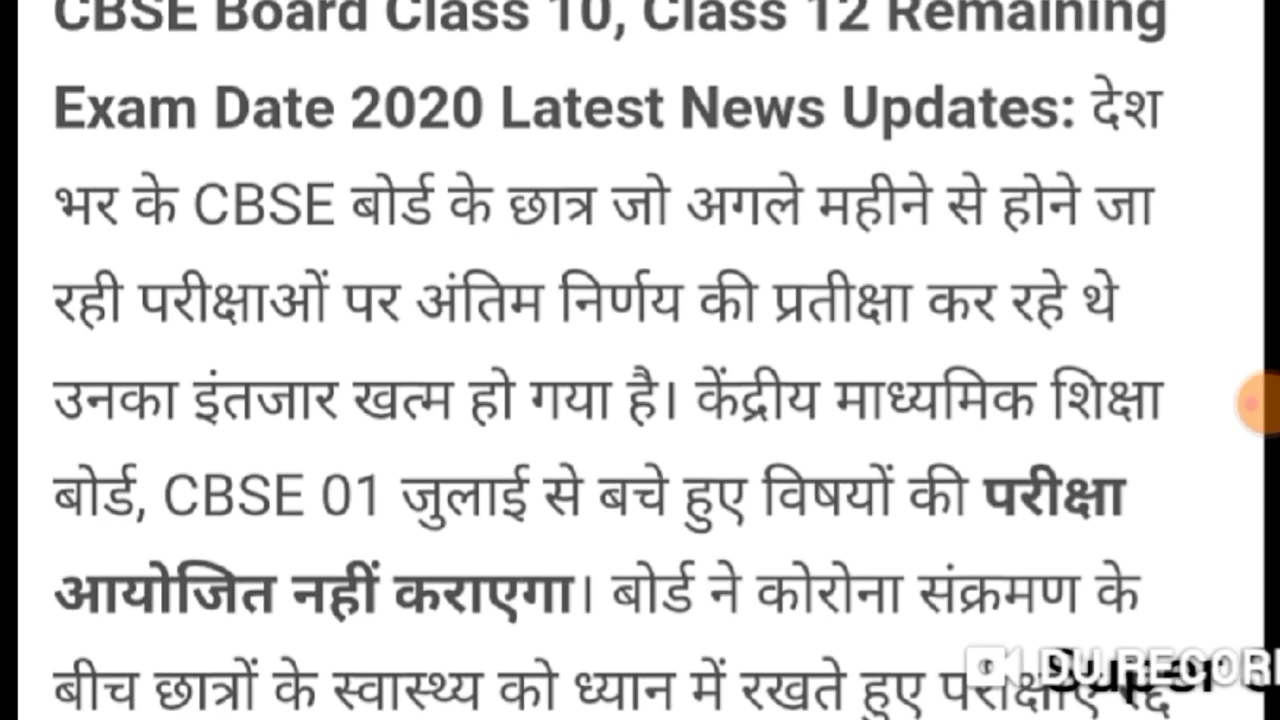 CBSE Board Class 10, Class 12 Remaining
Exam Date 2020 Latest News Updates: देश
भर के CBSE बोर्ड के छात्र जो अगले महीने से होने जा
रही परीक्षाओं पर अंतिम निर्णय की प्रतीक्षा कर रहे थे
उनका इंतजार खत्म हो गया है। केंद्रीय माध्यमिक शिक्षा
बोर्ड, CBSE 01 जुलाई से बचे हुए विषयों की परीक्षा
आयोजित नहीं कराएगा। बोर्ड ने कोरोना संक्रमण के
बीच छात्रों के स्वास्थ्य को ध्यान में रखते हुए
DU RECOR